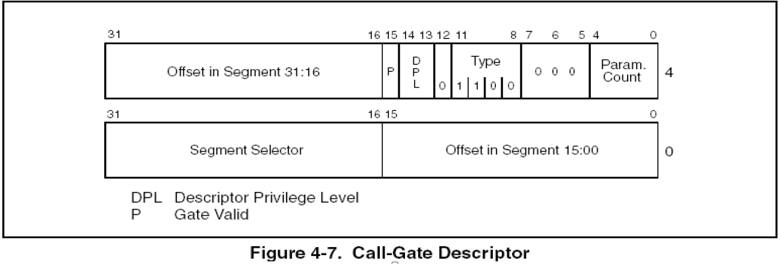 31 16 15 14 13 12 11 8 7 6 5 4 0
Offset in Segment 31:16 P D P L 0 Type 1 1 0 0 0 0 0 Param. Count 4
31 16 15 0
Segment Selector Offset in Segment 15:00 0
DPL Descriptor Privilege Level
P Gate Valid
Figure 4-7. Call-Gate Descriptor